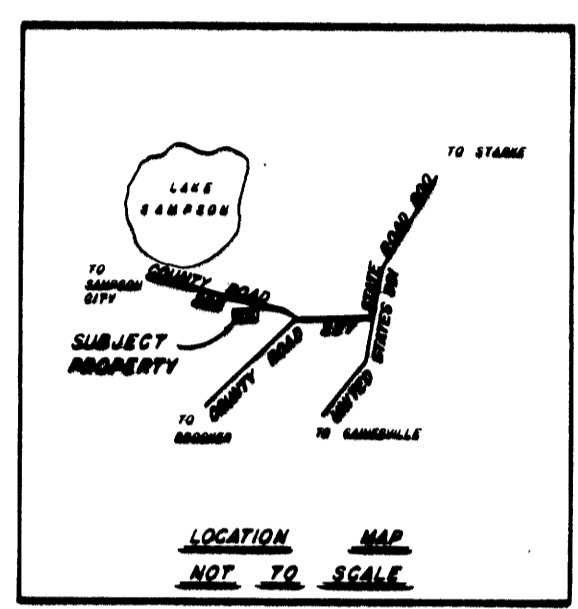 TO STARKE
LAKE
SAMPSON
TO
SAMPSON
CITY
COUNTY ROAD
STATE ROAD
UNITED STATES
SUBJECT
PROPERTY
COUNTY ROAD
TO
BROOKER
TO GAINESVILLE
LOCATION MAP
NOT TO SCALE